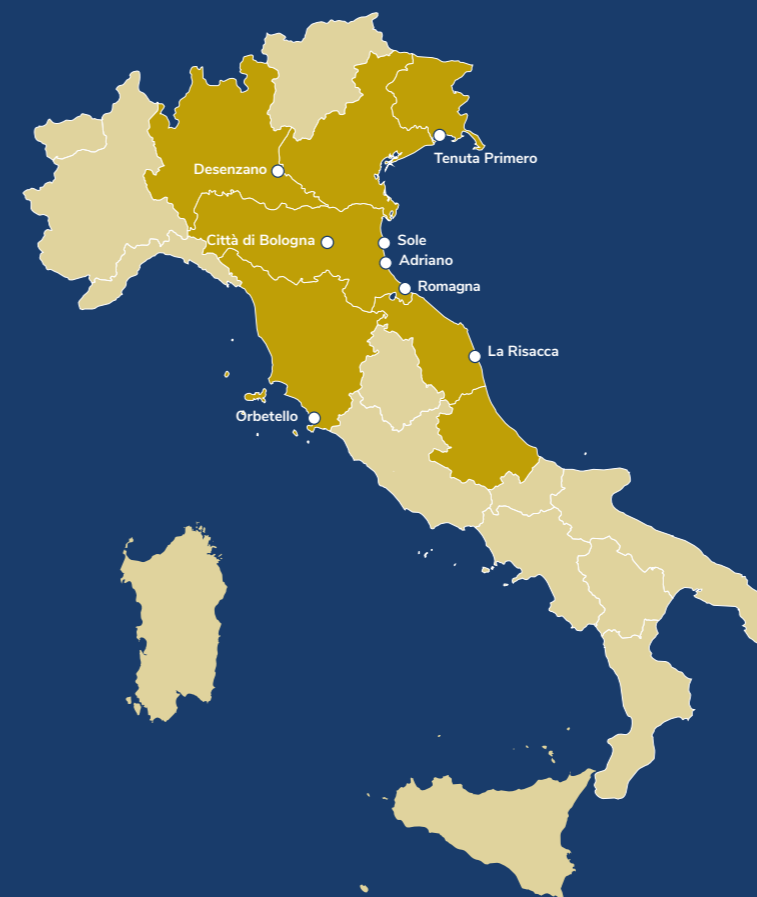 Tenuta Primero
Desenzano
Città di Bologna
Sole
Adriano
Romagna
La Risacca
Orbetello